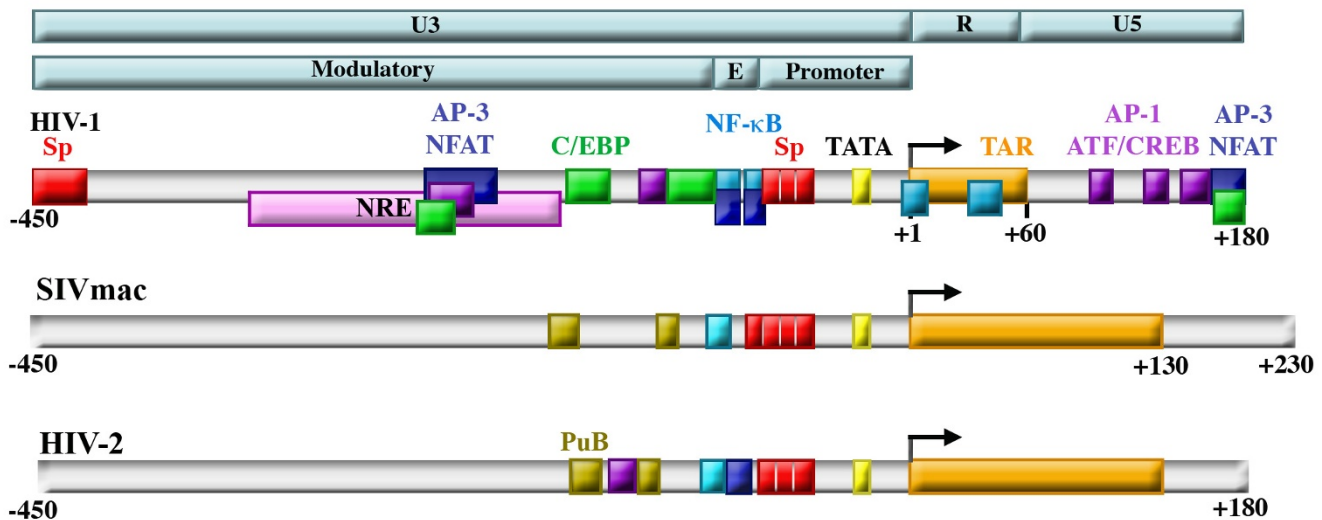 U3 R U5
Modulatory E Promoter
HIV-1
Sp
AP-3
NFAT
C/EBP
NF-κB
Sp
TATA
TAR
AP-1
ATF/CREB
AP-3
NFAT
NRE
-450
+1
+60
+180
SIVmac
-450
+130
+230
HIV-2
PuB
-450
+180